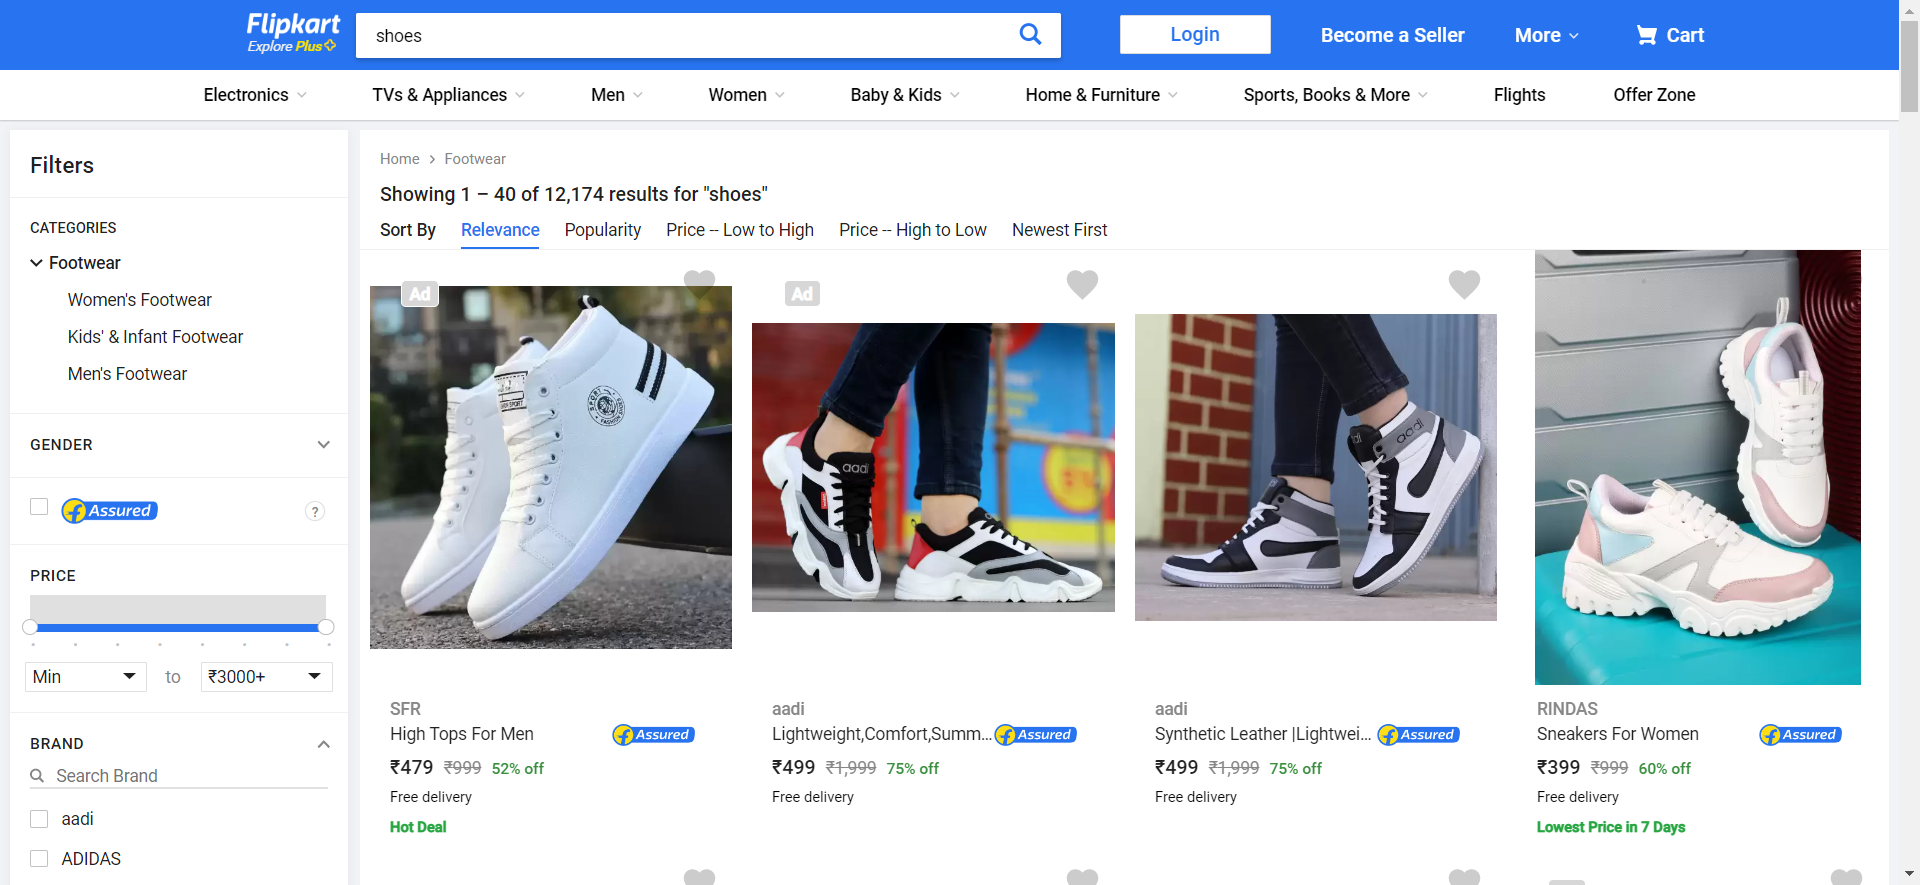 Flipkart
Explore Plus
shoes
Login
Become a Seller
More
Cart
Electronics
TVs & Appliances
Men
Women
Baby & Kids
Home & Furniture
Sports, Books & More
Flights
Offer Zone
Filters
CATEGORIES
Footwear
Women's Footwear
Kids' & Infant Footwear
Men's Footwear
GENDER
Assured
?
PRICE
Min to ₹3000+
BRAND
Search Brand
aadi
ADIDAS
Home > Footwear
Showing 1 – 40 of 12,174 results for "shoes"
Sort By Relevance Popularity Price -- Low to High Price -- High to Low Newest First
Ad
SPORT
FASHION
SFR
High Tops For Men
Assured
₹479 ₹999 52% off
Free delivery
Hot Deal
Ad
aadi
aadi
Lightweight,Comfort,Summ...
Assured
₹499 ₹1,999 75% off
Free delivery
aadi
aadi
Synthetic Leather |Lightwei...
Assured
₹499 ₹1,999 75% off
Free delivery
RINDAS
Sneakers For Women
Assured
₹399 ₹999 60% off
Free delivery
Lowest Price in 7 Days